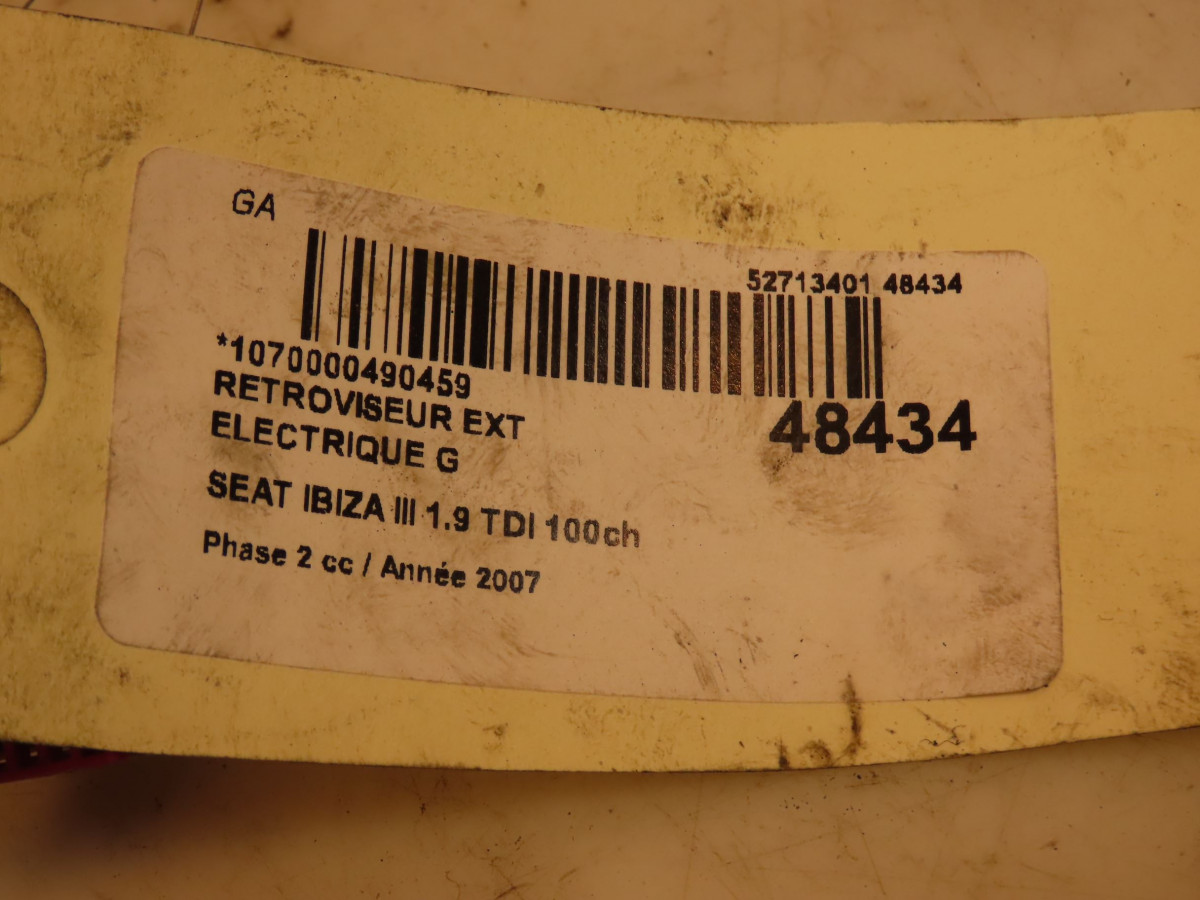 GA
52713401 48434
*1070000490459
RETROVISEUR EXT
ELECTRIQUE G
48434
SEAT IBIZA III 1.9 TDI 100ch
Phase 2 cc / Année 2007